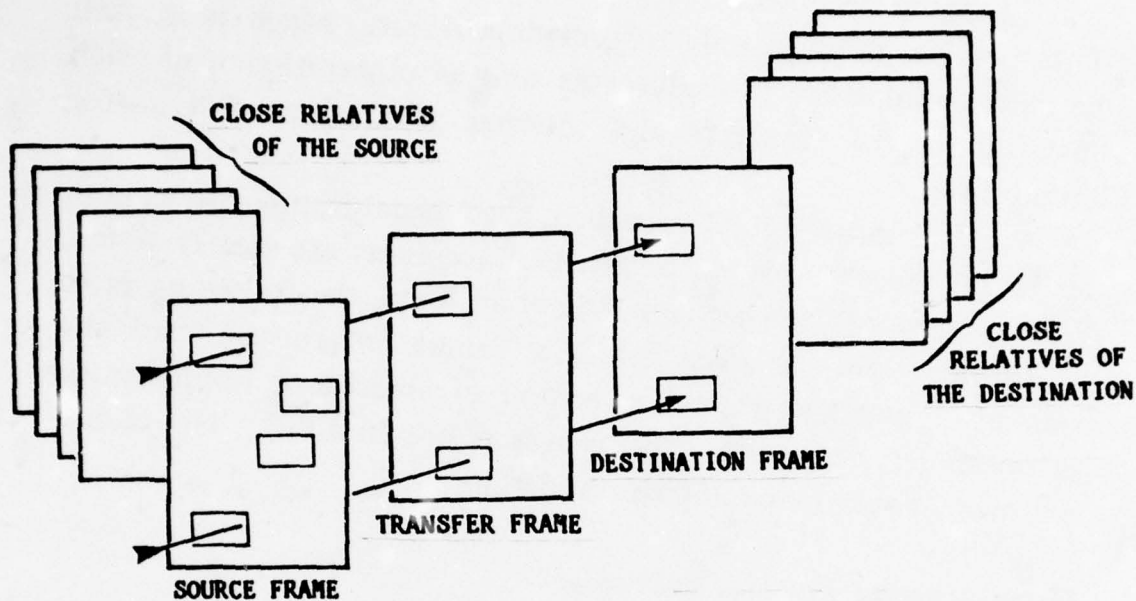 CLOSE RELATIVES
OF THE SOURCE
CLOSE
RELATIVES OF
THE DESTINATION
DESTINATION FRAME
TRANSFER FRAME
SOURCE FRAME